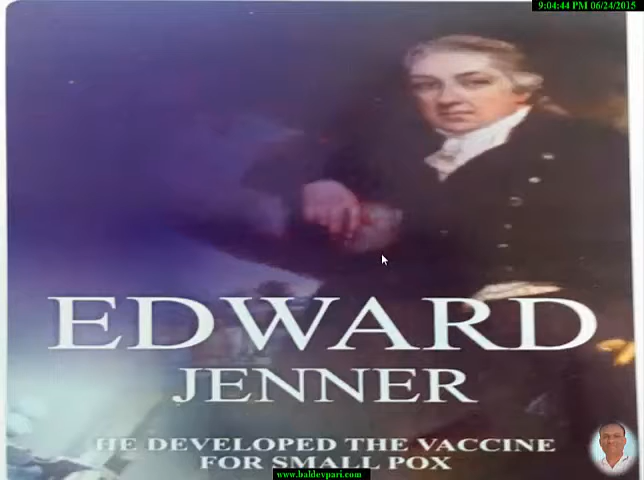 9:04:44 PM 06/24/2015
EDWARD
JENNER
HE DEVELOPED THE VACCINE
FOR SMALL POX
www.baldevpari.com